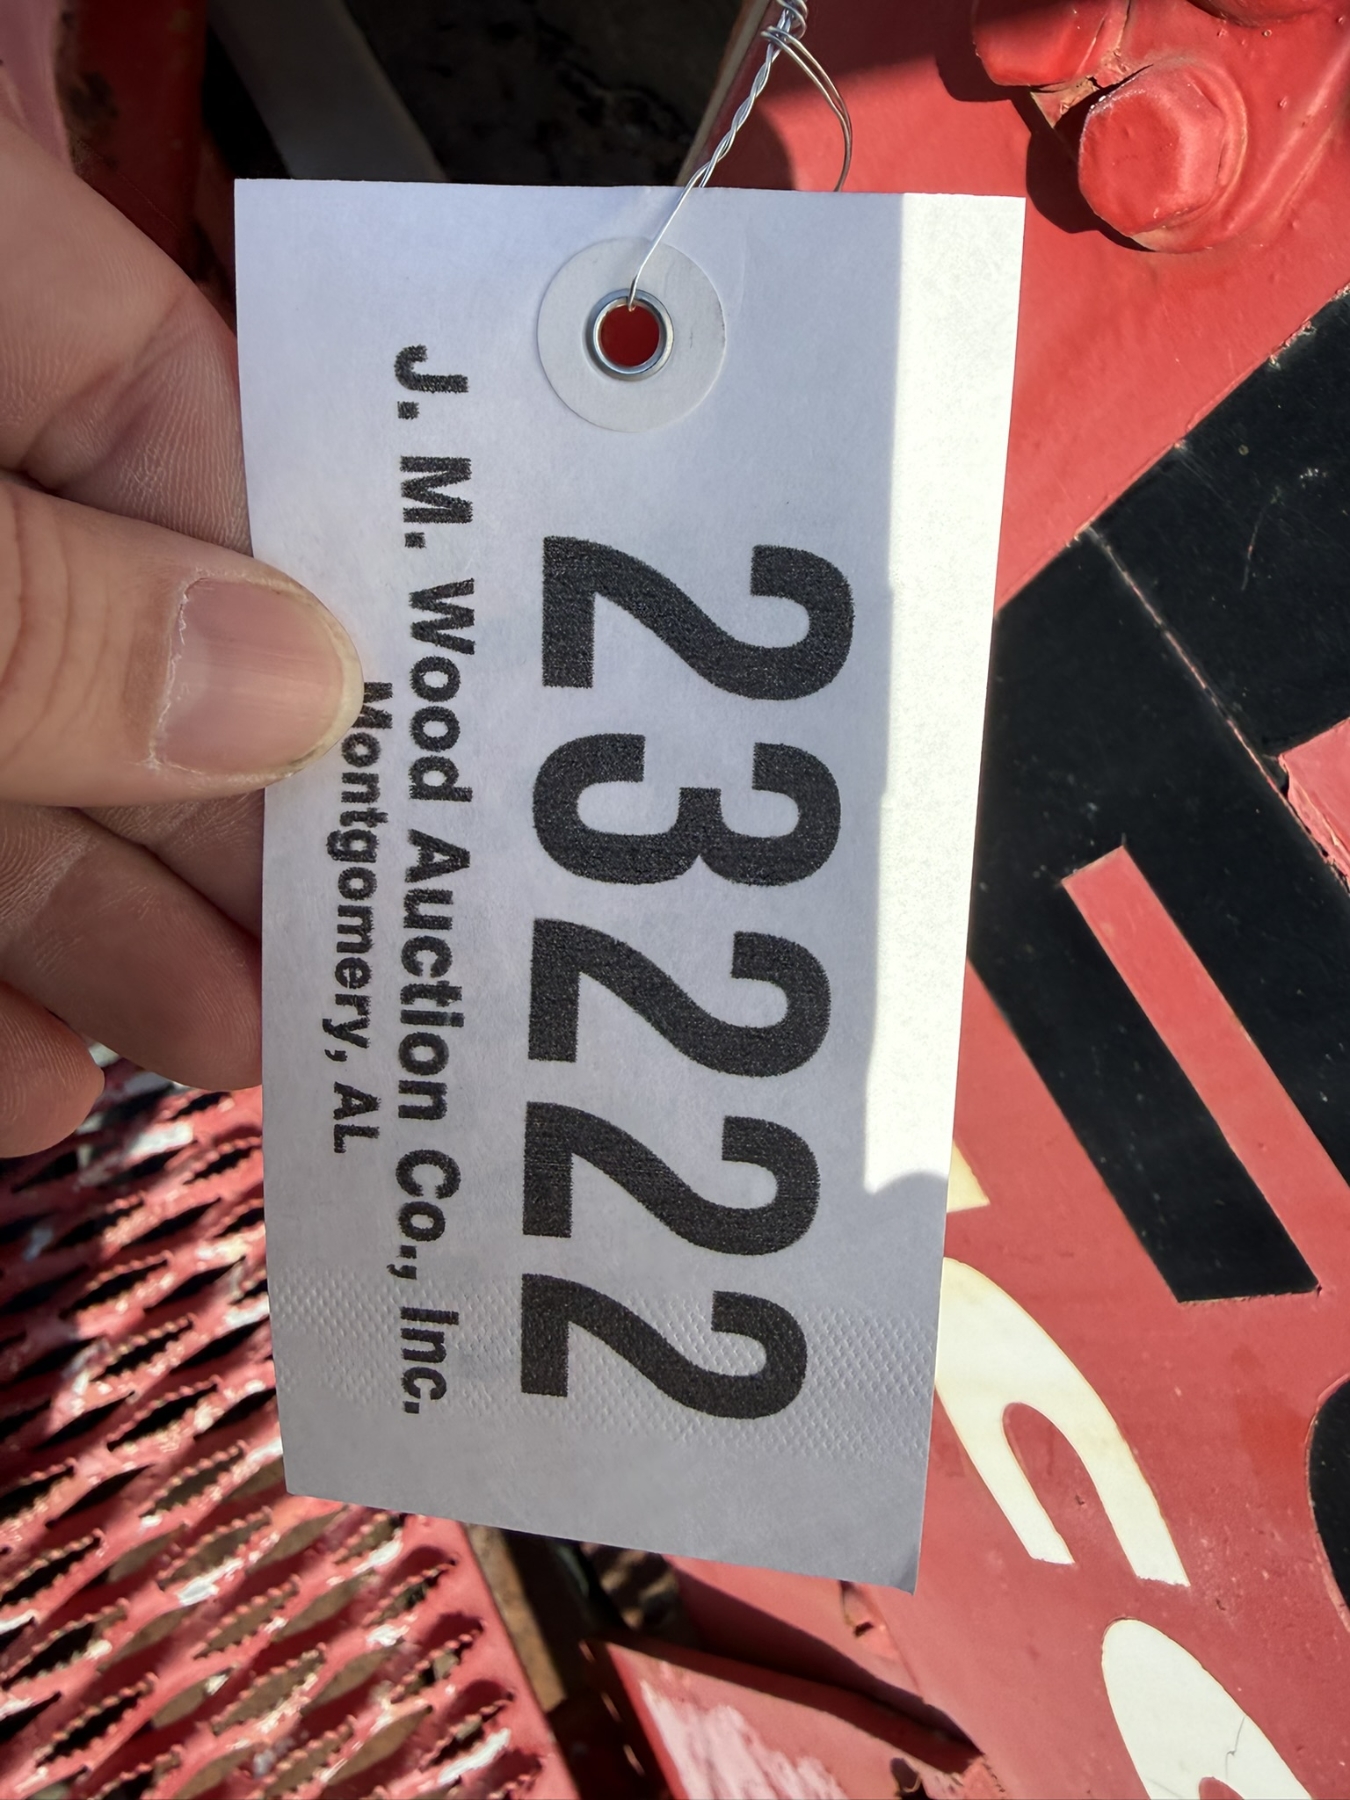 23222
J. M. Wood Auction Co., Inc.
Montgomery, AL